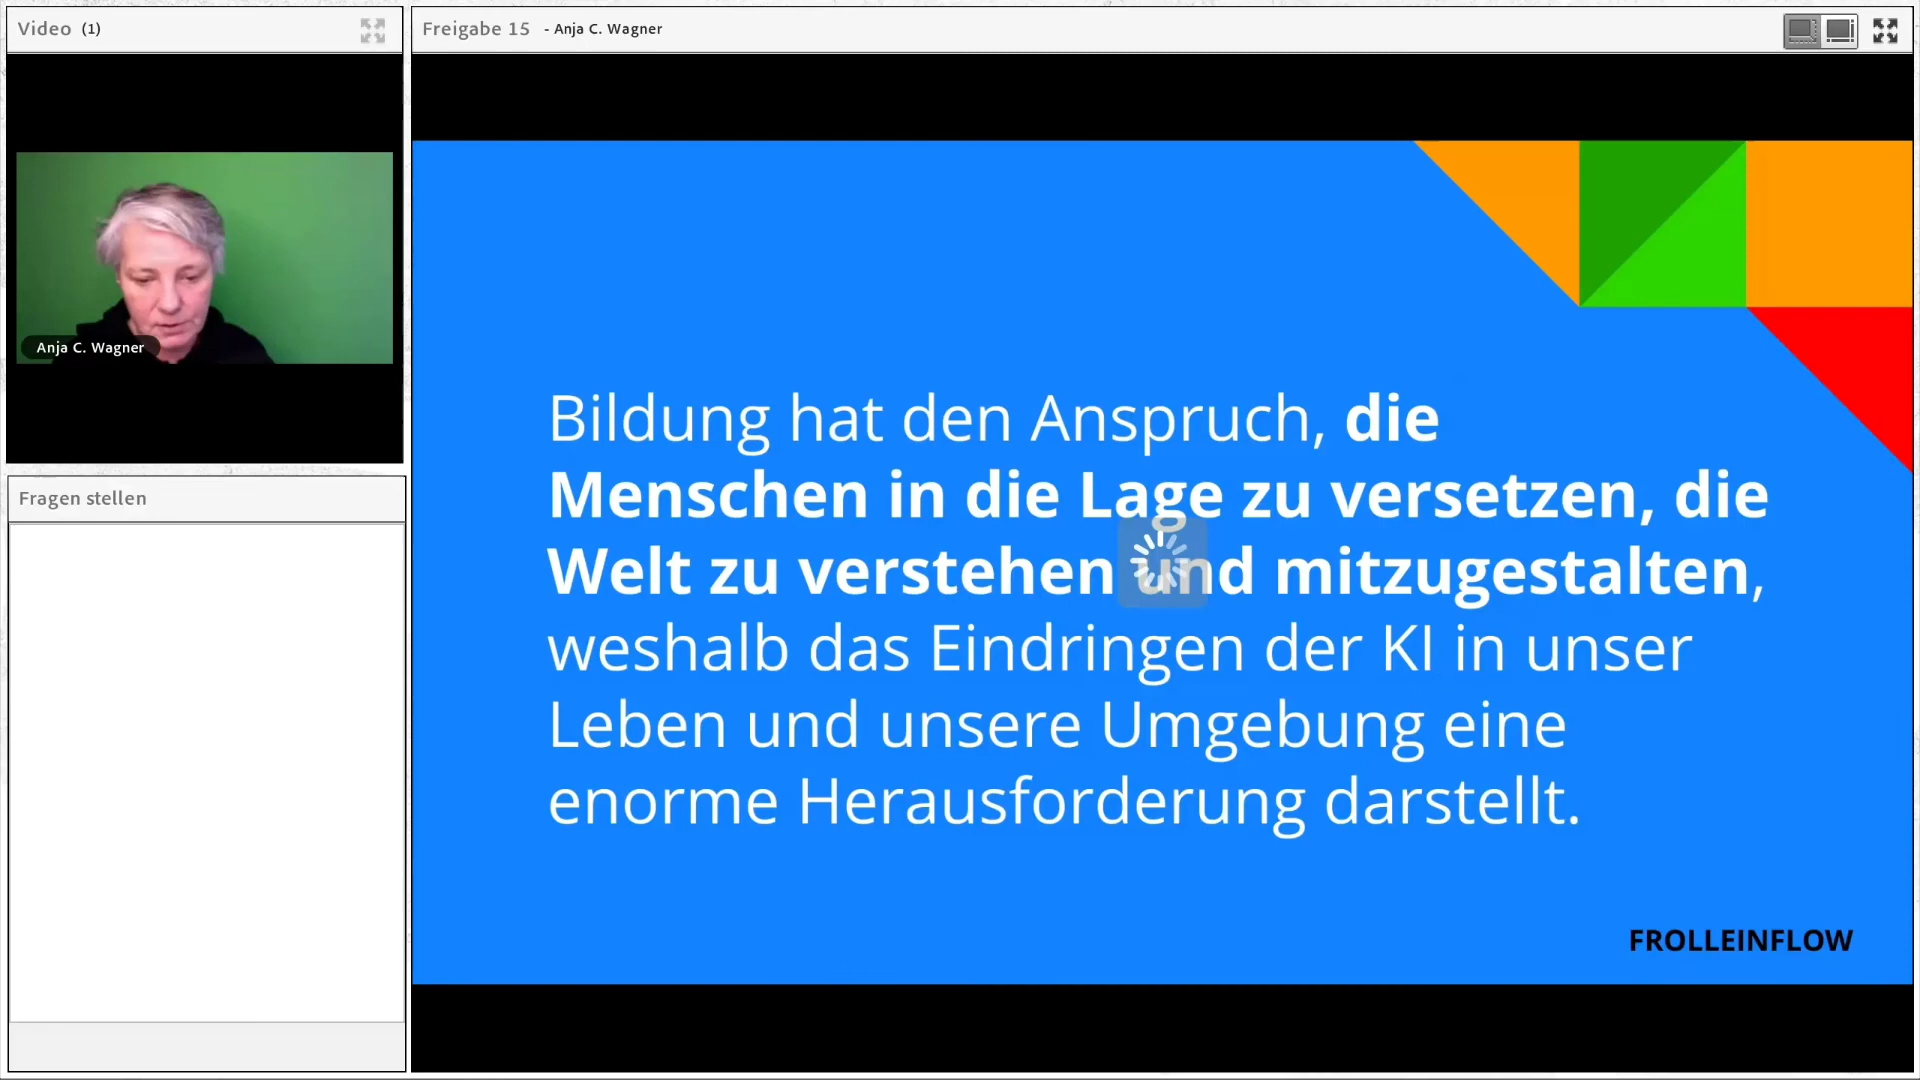 Video (1)
Freigabe 15 - Anja C. Wagner
Anja C. Wagner
Fragen stellen
Bildung hat den Anspruch, die
Menschen in die Lage zu versetzen, die
Welt zu verstehen und mitzugestalten,
weshalb das Eindringen der KI in unser
Leben und unsere Umgebung eine
enorme Herausforderung darstellt.
FROLLEINFLOW